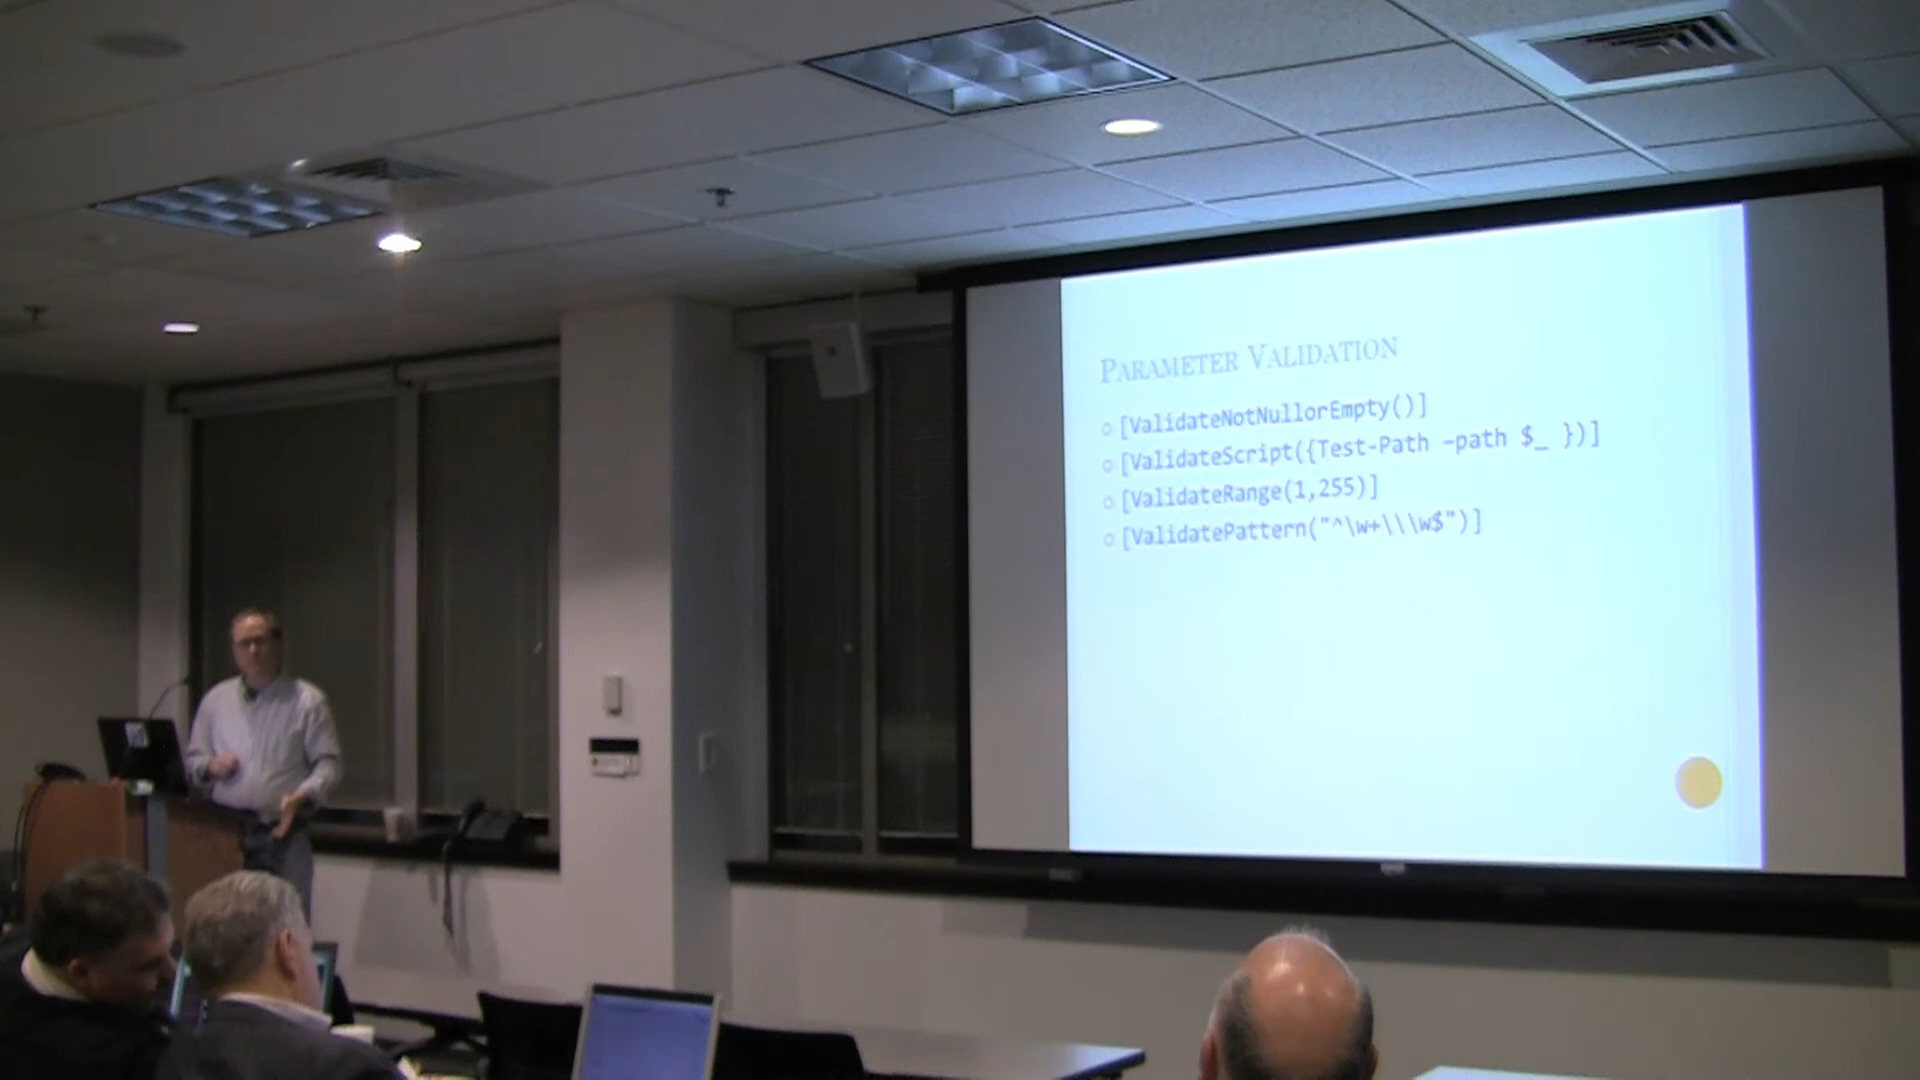 PARAMETER VALIDATION
[ValidateNotNullorEmpty()]
[ValidateScript({Test-Path –path $_ })]
[ValidateRange(1,255)]
[ValidatePattern("^\w+\\\w$")]